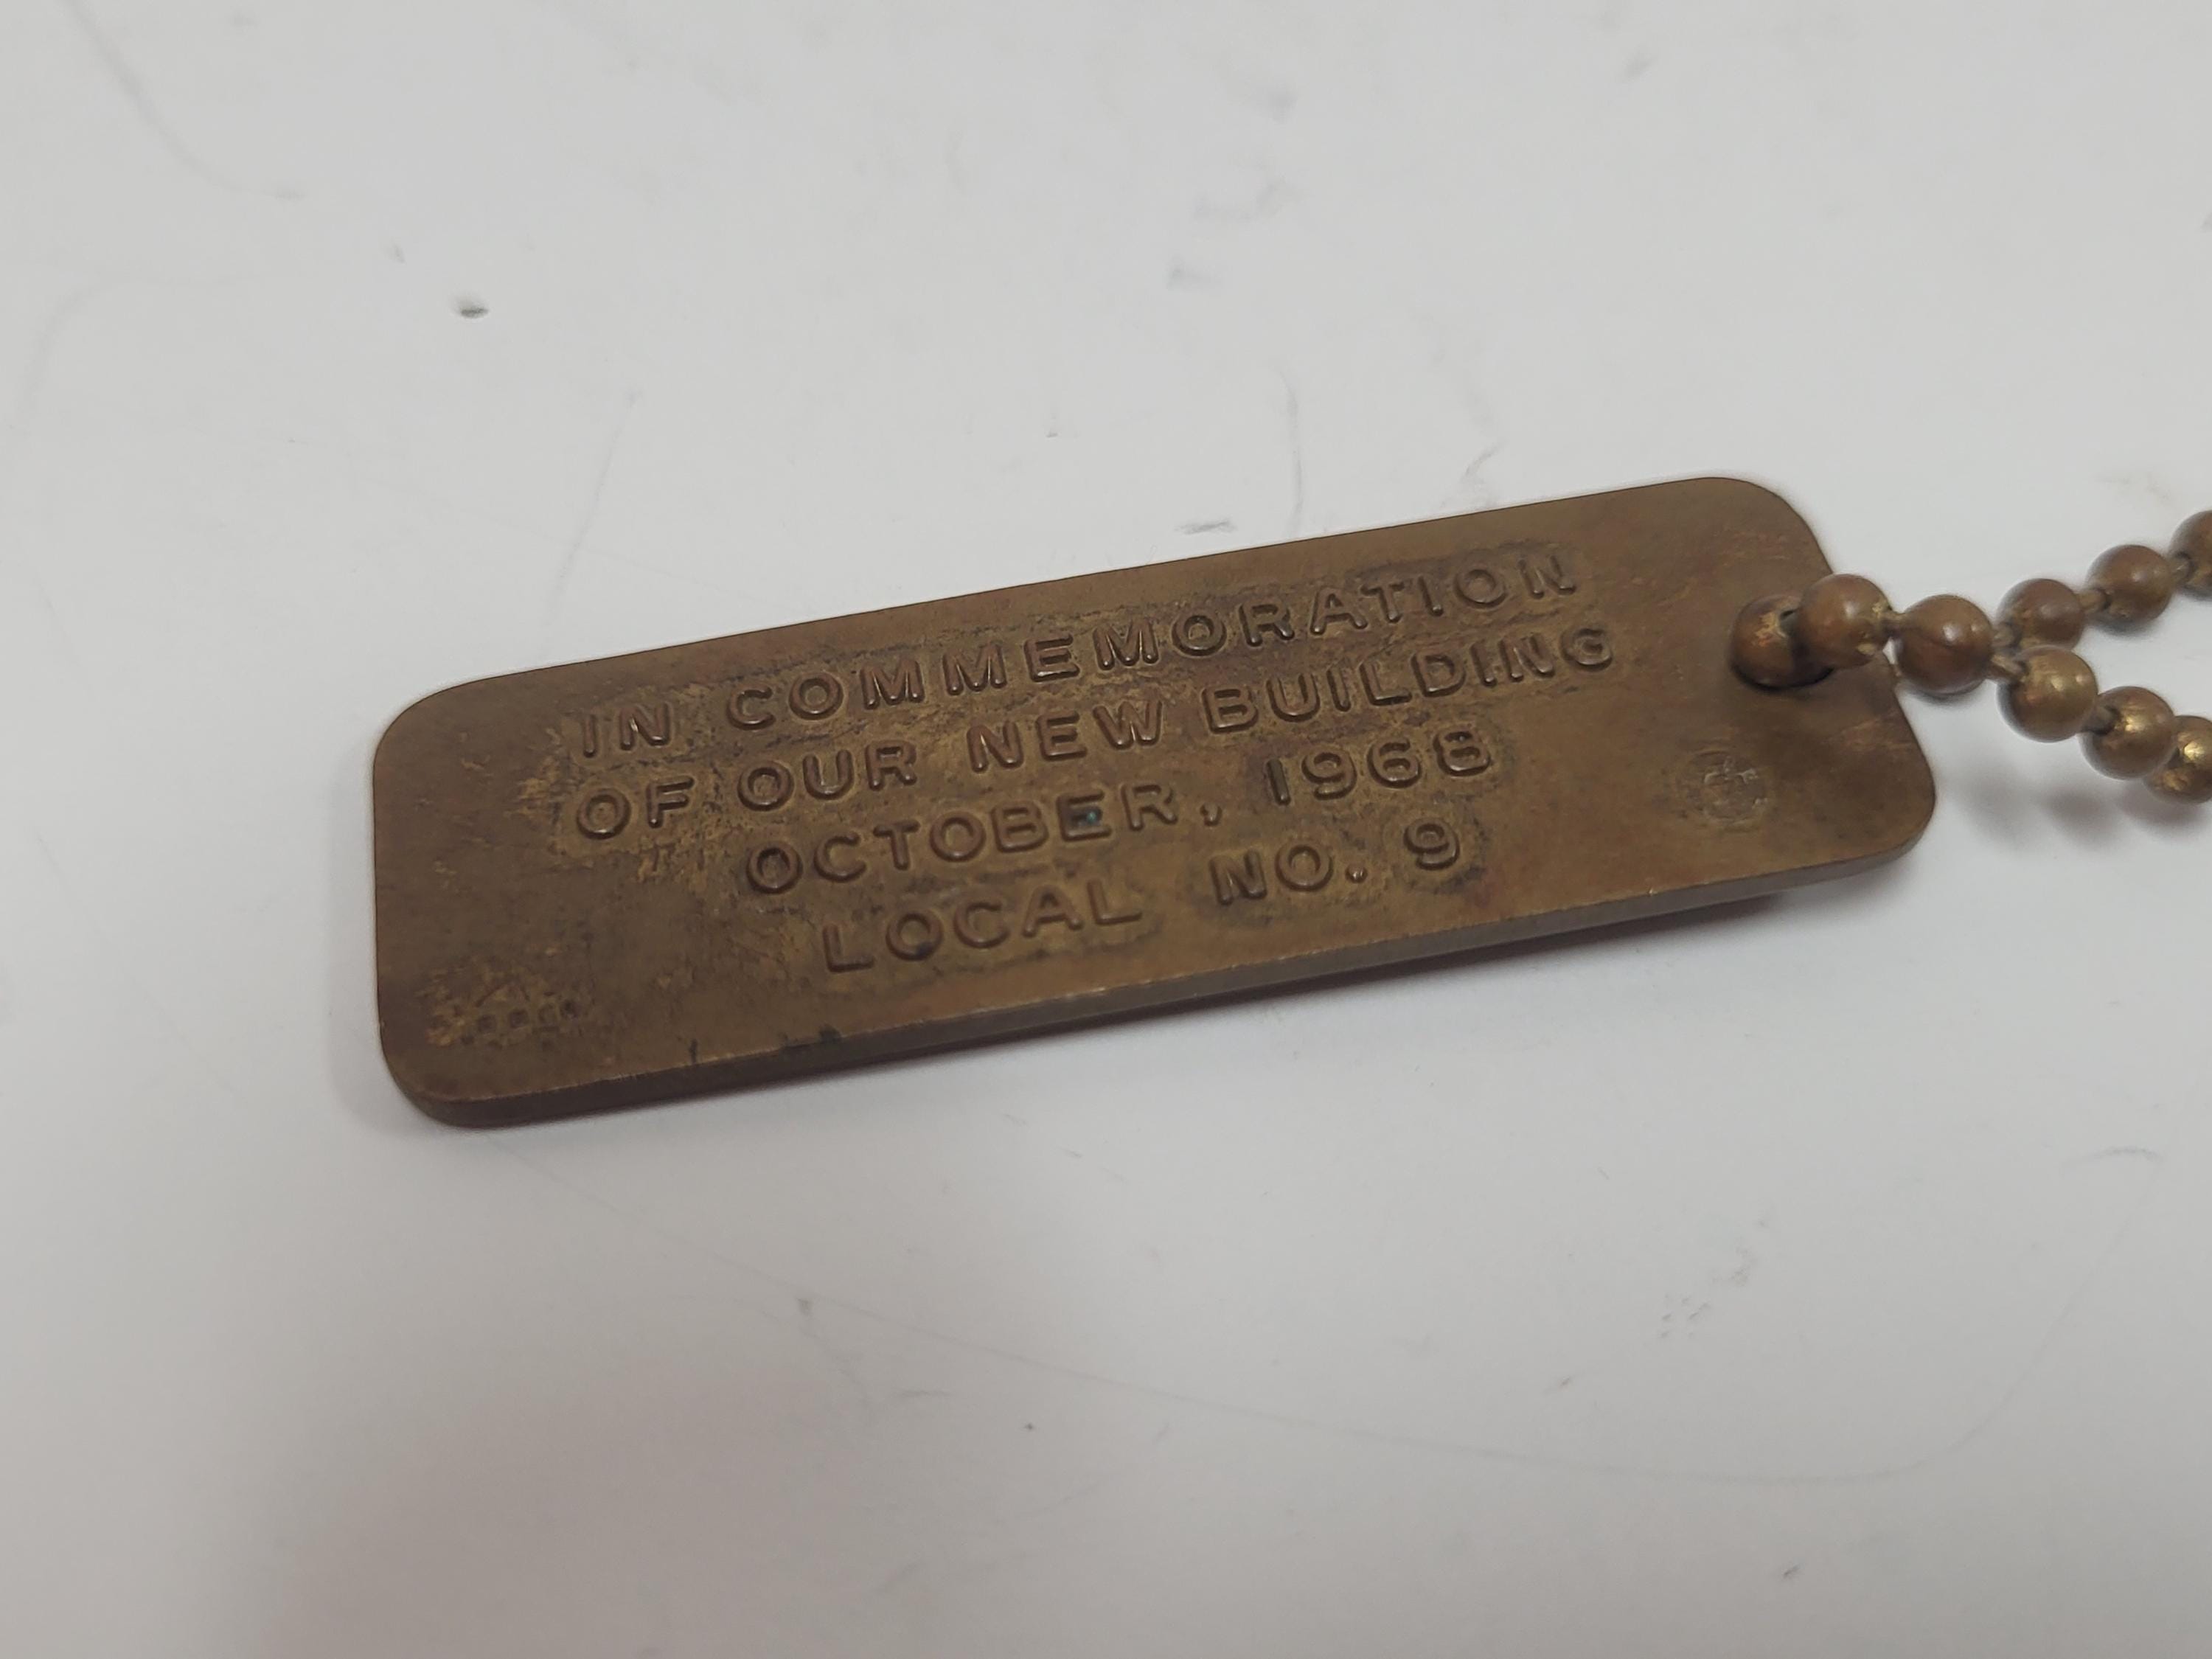 IN COMMEMORATION
OF OUR NEW BUILDING
OCTOBER, 1968
LOCAL NO. 9